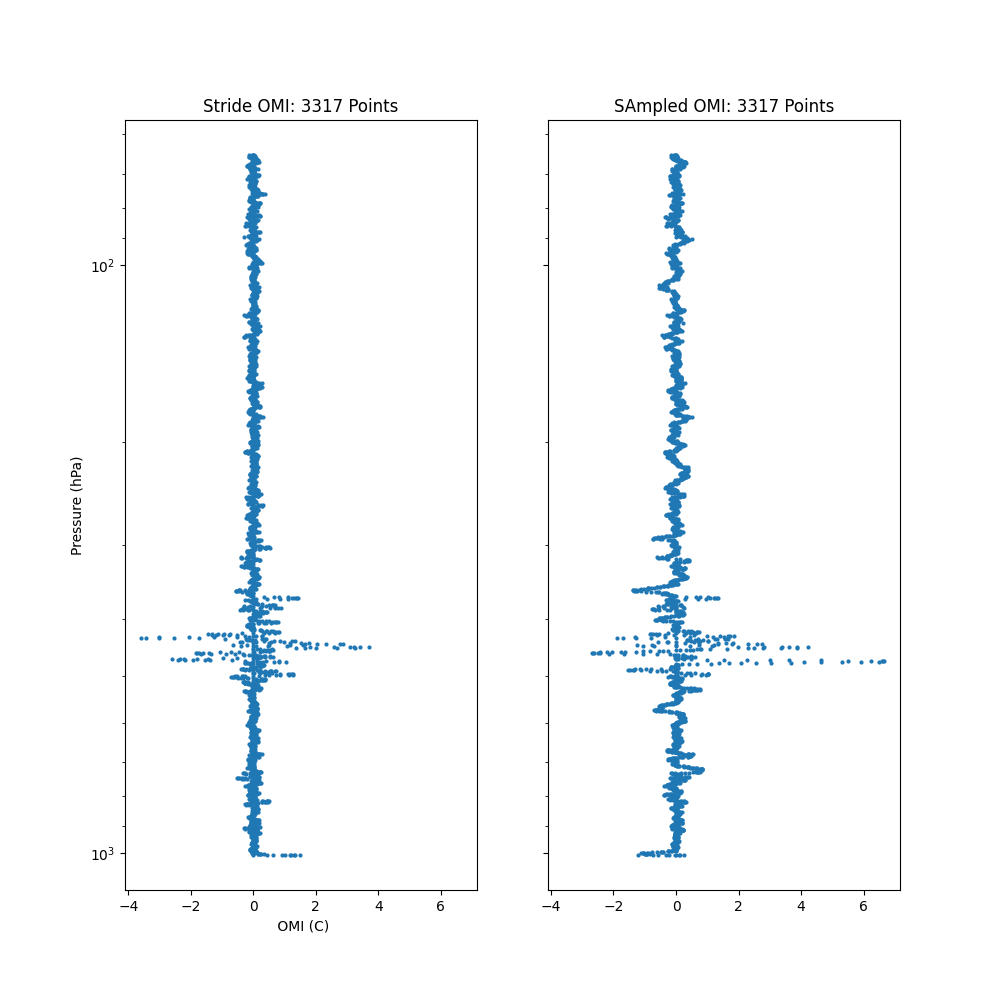 Stride OMI: 3317 Points
SAmpled OMI: 3317 Points
Pressure (hPa)
10²
10³
−4 −2 0 2 4 6
OMI (C)
−4 −2 0 2 4 6